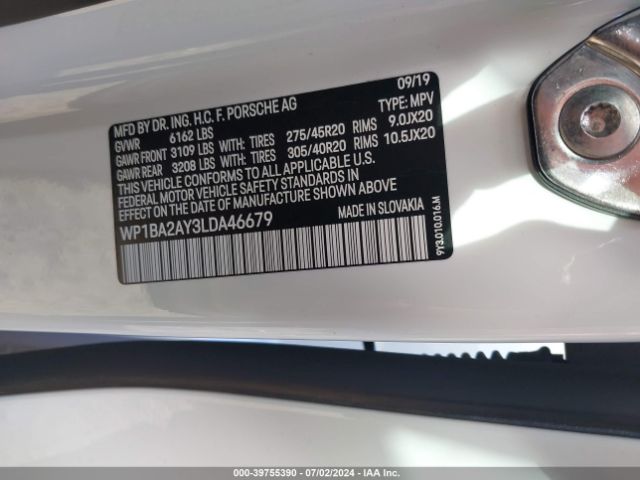 09/19
MFD BY DR. ING. H.C. F. PORSCHE AG TYPE: MPV
GVWR 6162 LBS
GAWR FRONT 3109 LBS WITH: TIRES 275/45R20 RIMS 9.0JX20
GAWR REAR 3208 LBS WITH: TIRES 305/40R20 RIMS 10.5JX20
THIS VEHICLE CONFORMS TO ALL APPLICABLE U.S.
FEDERAL MOTOR VEHICLE SAFETY STANDARDS IN
EFFECT ON THE DATE OF MANUFACTURE SHOWN ABOVE
WP1BA2AY3LDA46679 MADE IN SLOVAKIA
9Y3.010.016.M
000-39755390 - 07/02/2024 - IAA Inc.